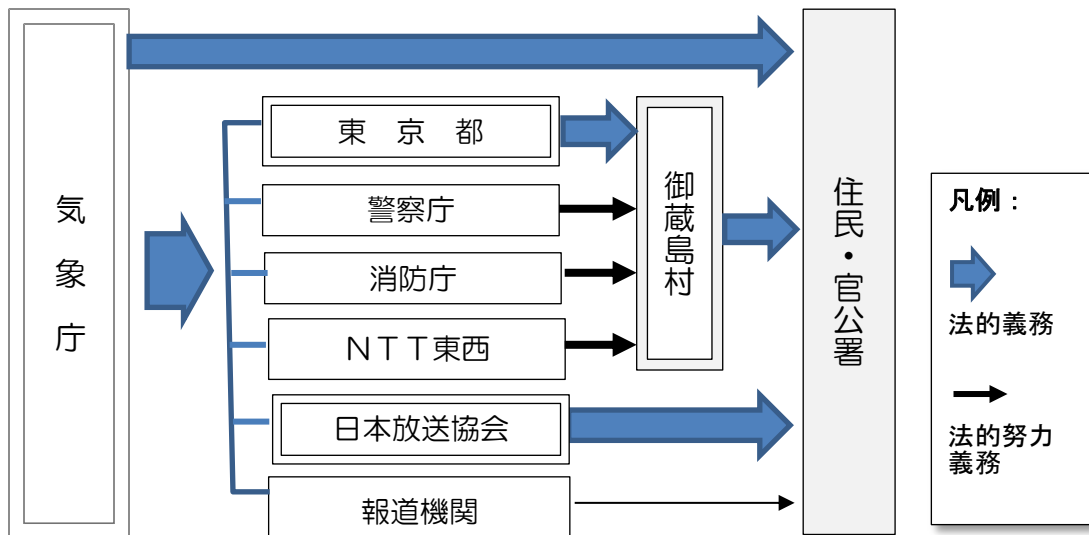 気象庁
東 京 都
警察庁
消防庁
NTT東西
日本放送協会
報道機関
御蔵島村
住民・官公署
凡例：
法的義務
法的努力
義務